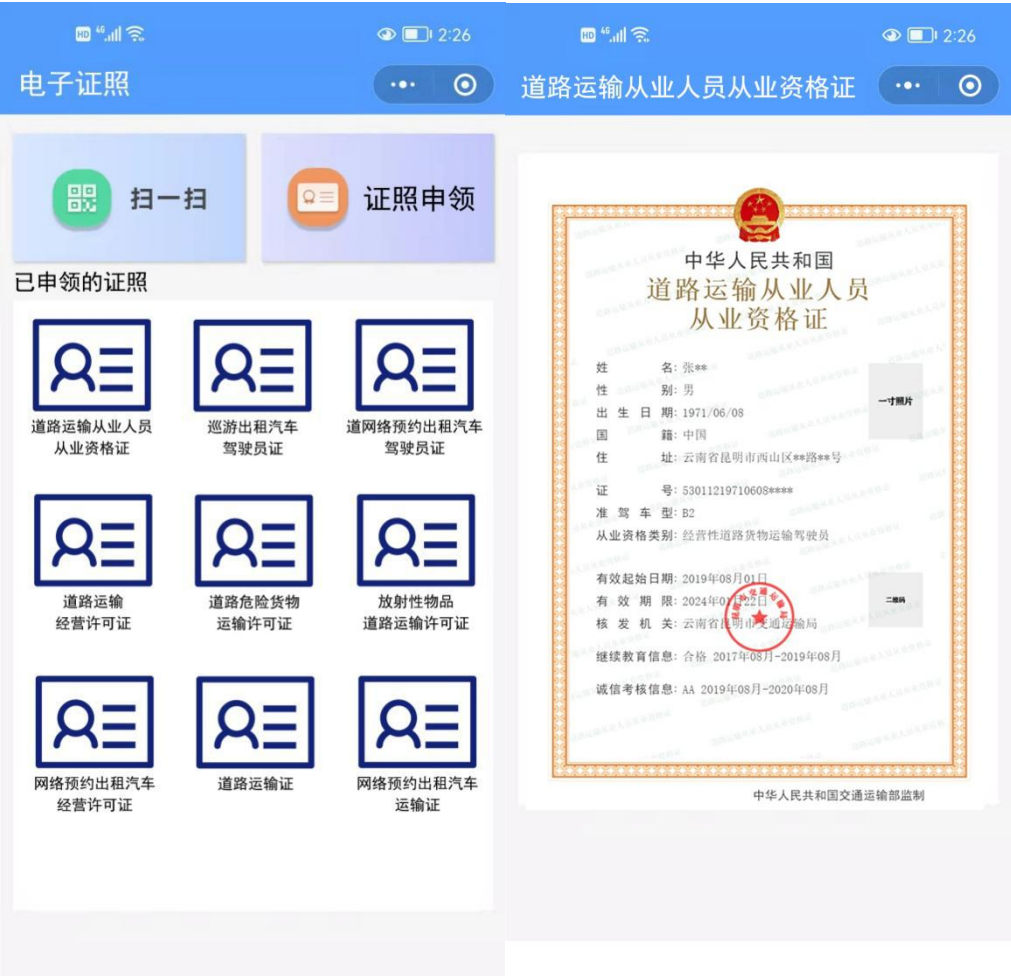 HD 4G 2:26
电子证照
扫一扫
证照申领
已申领的证照
道路运输从业人员
从业资格证
巡游出租汽车
驾驶员证
道网络预约出租汽车
驾驶员证
道路运输
经营许可证
道路危险货物
运输许可证
放射性物品
道路运输许可证
网络预约出租汽车
经营许可证
道路运输证
网络预约出租汽车
运输证
HD 4G 2:26
道路运输从业人员从业资格证
中华人民共和国
道路运输从业人员
从业资格证
姓名:张**
性别:男
出生日期:1971/06/08
国籍:中国
住址:云南省昆明市西山区**路**号
证号:53011219710608****
准驾车型:B2
从业资格类别:经营性道路货物运输驾驶员
一寸照片
有效起始日期:2019年08月01日
有效期限:2024年01月22日
核发机关:云南省昆明市交通运输局
继续教育信息:合格 2017年08月-2019年08月
诚信考核信息:AA 2019年08月-2020年08月
二维码
昆明市交通运输局
中华人民共和国交通运输部监制